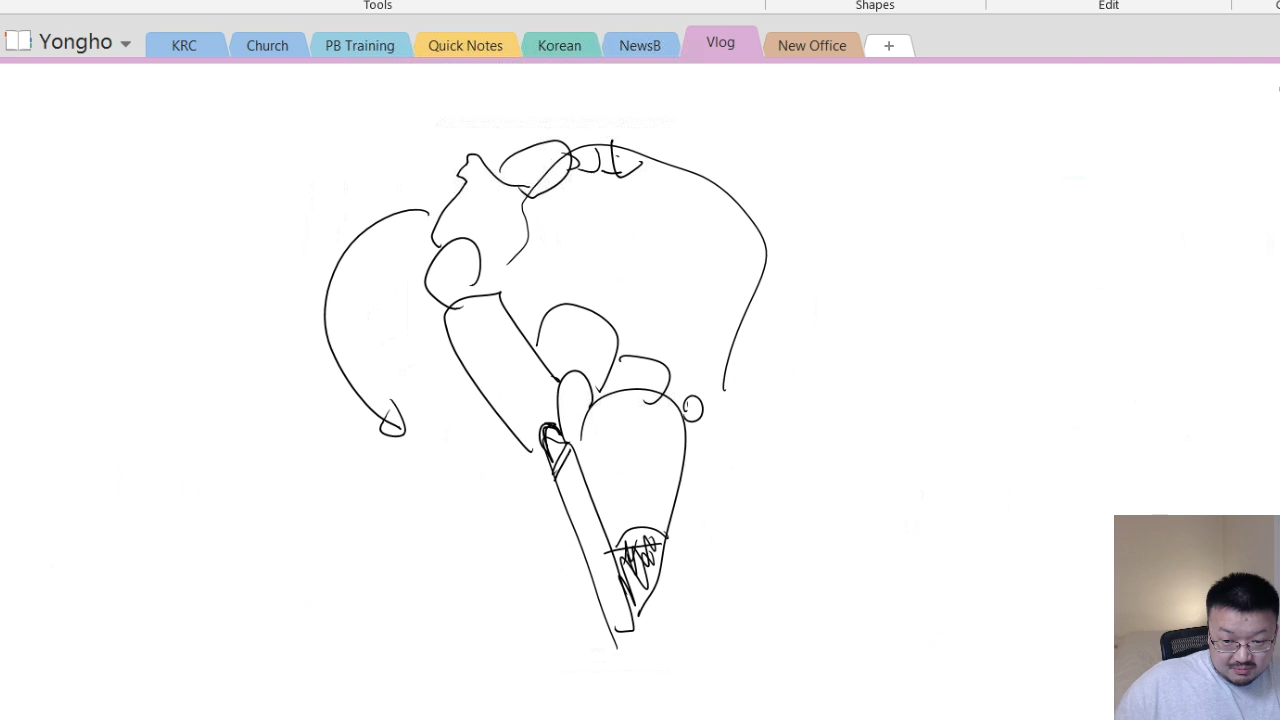 Tools Shapes Edit
Yongho KRC Church PB Training Quick Notes Korean NewsB Vlog New Office +